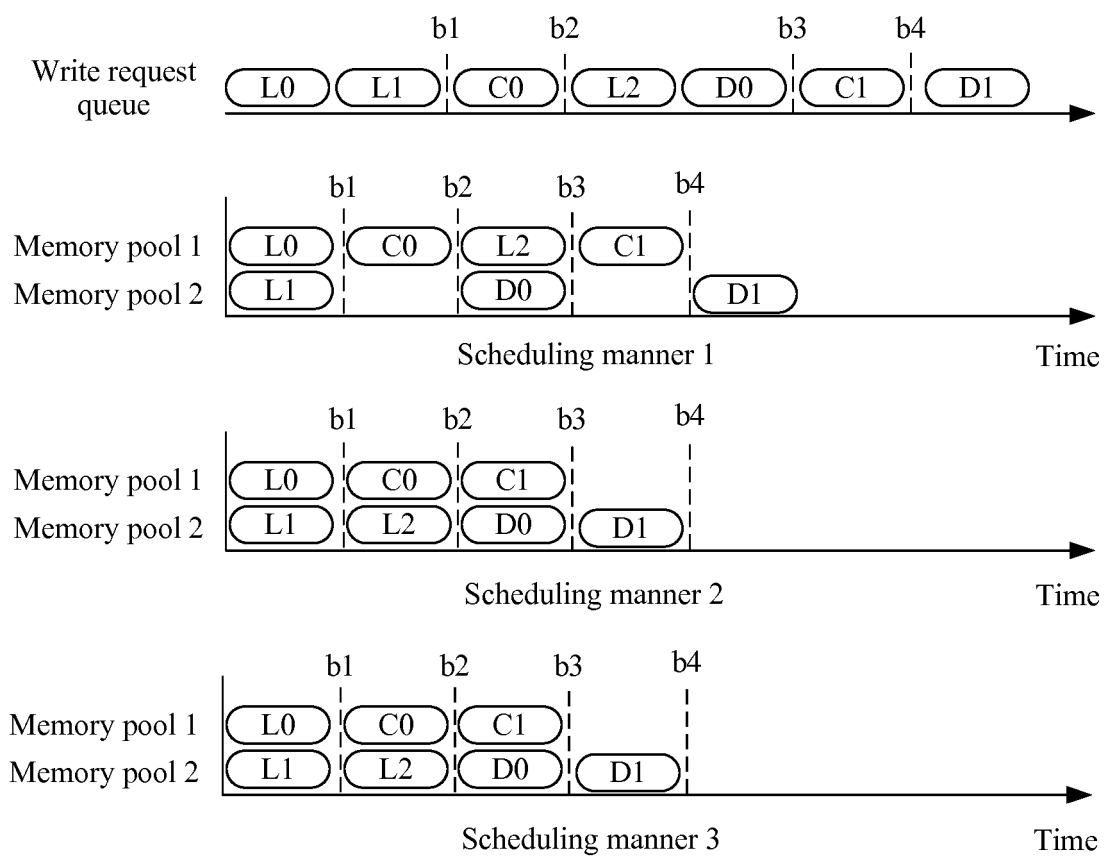 b1 b2 b3 b4
Write request
queue
L0 L1 C0 L2 D0 C1 D1
b1 b2 b3 b4
Memory pool 1 L0 C0 L2 C1
Memory pool 2 L1 D0 D1
Scheduling manner 1 Time
b1 b2 b3 b4
Memory pool 1 L0 C0 C1
Memory pool 2 L1 L2 D0 D1
Scheduling manner 2 Time
b1 b2 b3 b4
Memory pool 1 L0 C0 C1
Memory pool 2 L1 L2 D0 D1
Scheduling manner 3 Time